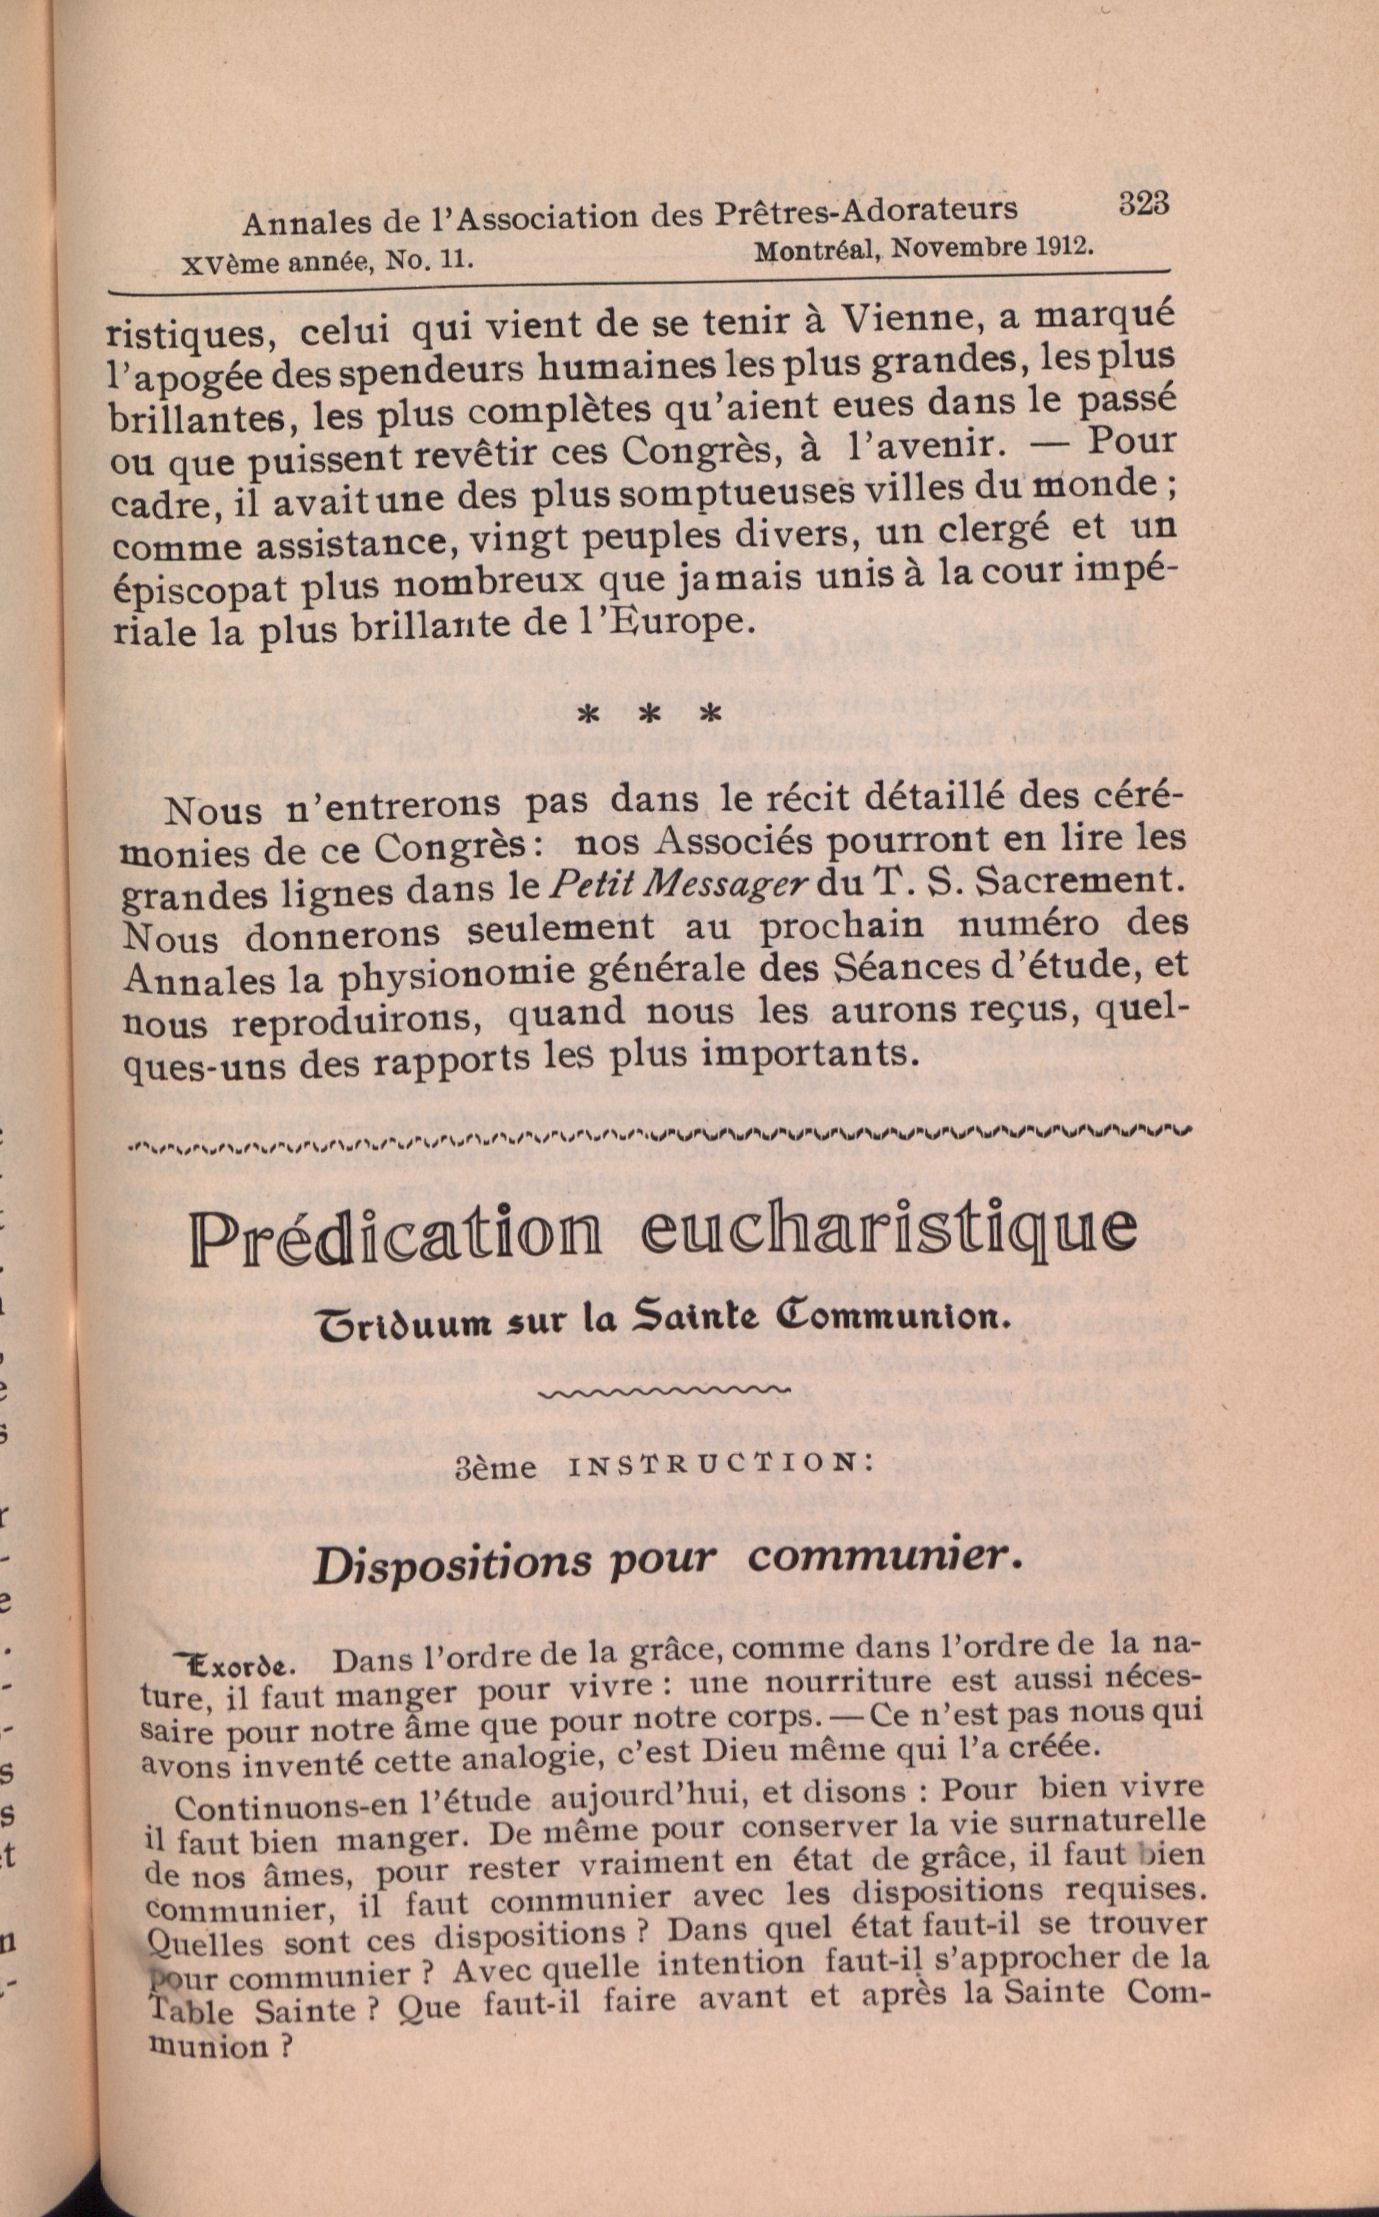 Annales de l'Association des Prêtres-Adorateurs 323
XVème année, No. 11. Montréal, Novembre 1912.
ristiques, celui qui vient de se tenir à Vienne, a marqué
l'apogée des spendeurs humaines les plus grandes, les plus
brillantes, les plus complètes qu'aient eues dans le passé
ou que puissent revêtir ces Congrès, à l'avenir. — Pour
cadre, il avait une des plus somptueuses villes du monde ;
comme assistance, vingt peuples divers, un clergé et un
épiscopat plus nombreux que jamais unis à la cour impé-
riale la plus brillante de l'Europe.
* * *
Nous n'entrerons pas dans le récit détaillé des céré-
monies de ce Congrès: nos Associés pourront en lire les
grandes lignes dans le Petit Messager du T. S. Sacrement.
Nous donnerons seulement au prochain numéro des
Annales la physionomie générale des Séances d'étude, et
nous reproduirons, quand nous les aurons reçus, quel-
ques-uns des rapports les plus importants.
Prédication eucharistique
Triduum sur la Sainte Communion.
3ème INSTRUCTION:
Dispositions pour communier.
Exorde. Dans l'ordre de la grâce, comme dans l'ordre de la na-
ture, il faut manger pour vivre : une nourriture est aussi néces-
saire pour notre âme que pour notre corps. — Ce n'est pas nous qui
avons inventé cette analogie, c'est Dieu même qui l'a créée.
Continuons-en l'étude aujourd'hui, et disons : Pour bien vivre
il faut bien manger. De même pour conserver la vie surnaturelle
de nos âmes, pour rester vraiment en état de grâce, il faut bien
communier, il faut communier avec les dispositions requises.
Quelles sont ces dispositions ? Dans quel état faut-il se trouver
pour communier ? Avec quelle intention faut-il s'approcher de la
Table Sainte ? Que faut-il faire avant et après la Sainte Com-
munion ?